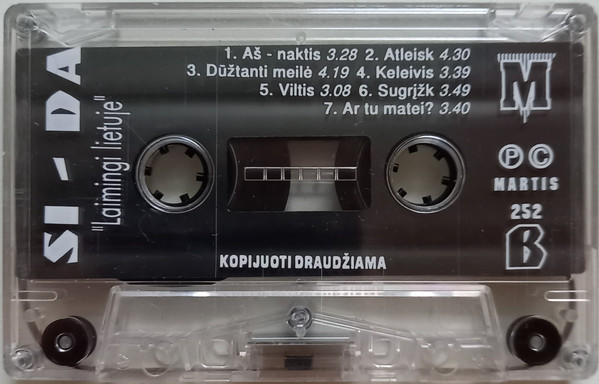 SI - DA
"Laimingi lietuje"
1. Aš - naktis 3.28 2. Atleisk 4.30
3. Dūžtanti meilė 4.19 4. Keleivis 3.39
5. Viltis 3.08 6. Sugrįžk 3.49
7. Ar tu matei? 3.40
M
Ⓟ ©
MARTIS
252
B
KOPIJUOTI DRAUDŽIAMA